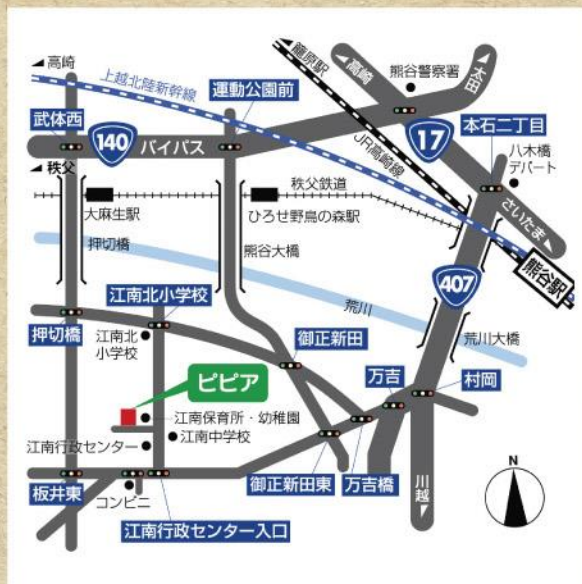 高崎
上越北陸新幹線
運動公園前
籠原駅
高崎
熊谷警察署
太田
武体西
140
バイパス
17
本石二丁目
JR高崎線
八木橋
デパート
秩父
秩父鉄道
大麻生駅
ひろせ野鳥の森駅
さいたま
押切橋
熊谷大橋
407
熊谷駅
江南北小学校
荒川
荒川大橋
押切橋
江南北
小学校
御正新田
ピピア
万吉
村岡
江南保育所・幼稚園
江南中学校
江南行政センター
川越
板井東
コンビニ
御正新田東
万吉橋
江南行政センター入口
N